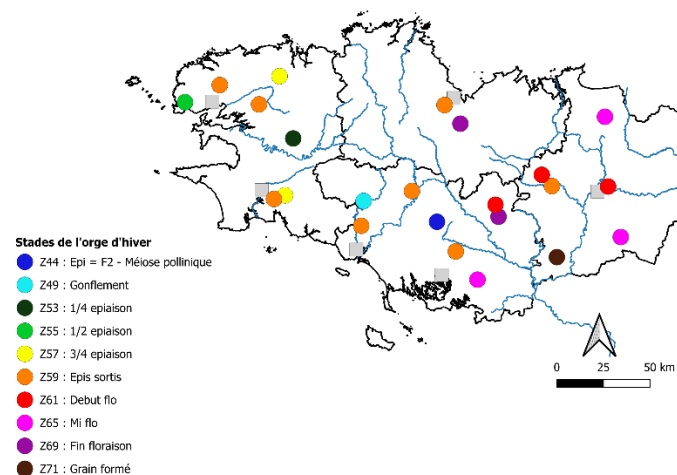 Stades de l'orge d'hiver
Z44 : Epi = F2 - Méiose pollinique
Z49 : Gonflement
Z53 : 1/4 epiaison
Z55 : 1/2 epiaison
Z57 : 3/4 epiaison
Z59 : Epis sortis
Z61 : Debut flo
Z65 : Mi flo
Z69 : Fin floraison
Z71 : Grain formé
0 25 50 km